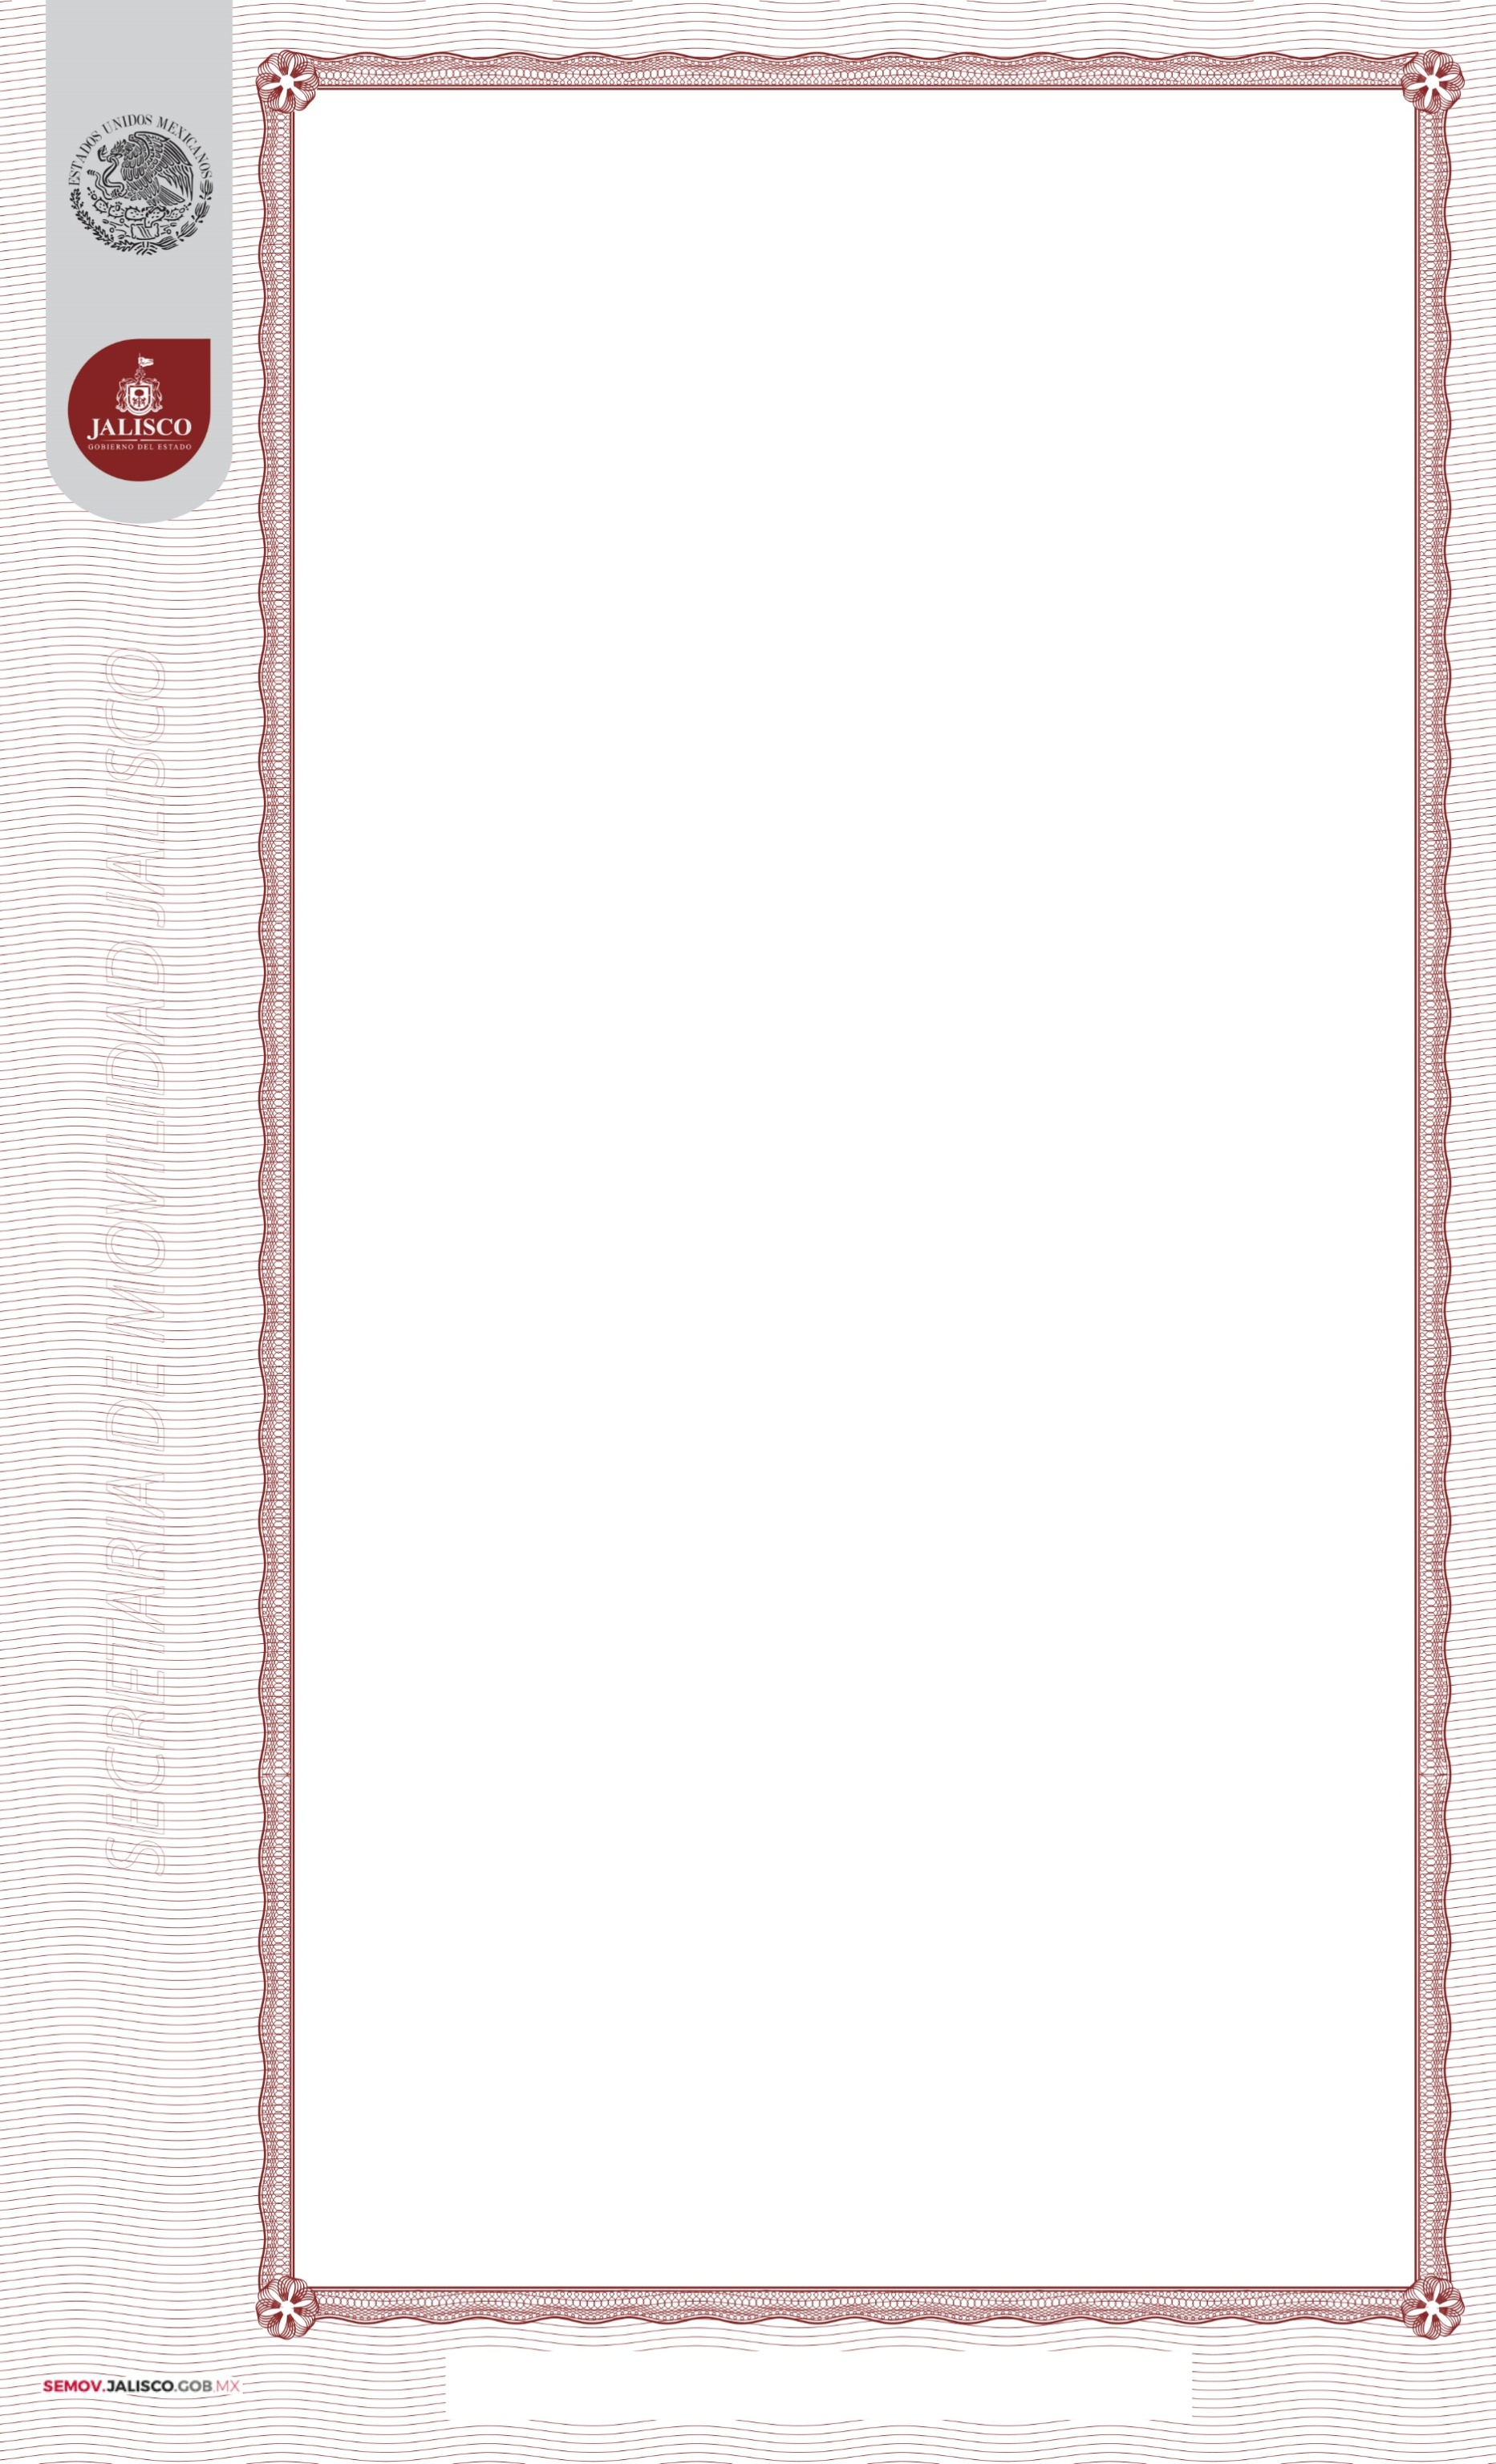 ESTADOS UNIDOS MEXICANOS
JALISCO
GOBIERNO DEL ESTADO
SECRETARIA DE MOVILIDAD JALISCO
SEMOV.JALISCO.GOB.MX